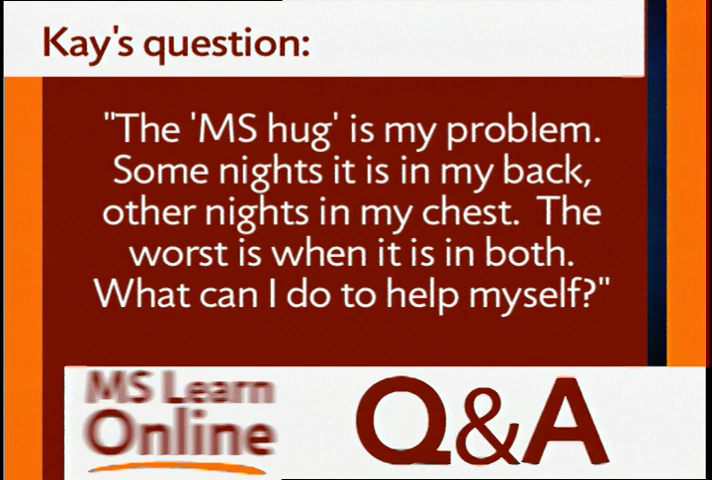 Kay's question:
"The 'MS hug' is my problem.
Some nights it is in my back,
other nights in my chest.  The
worst is when it is in both.
What can I do to help myself?"
MS Learn
Online
Q&A